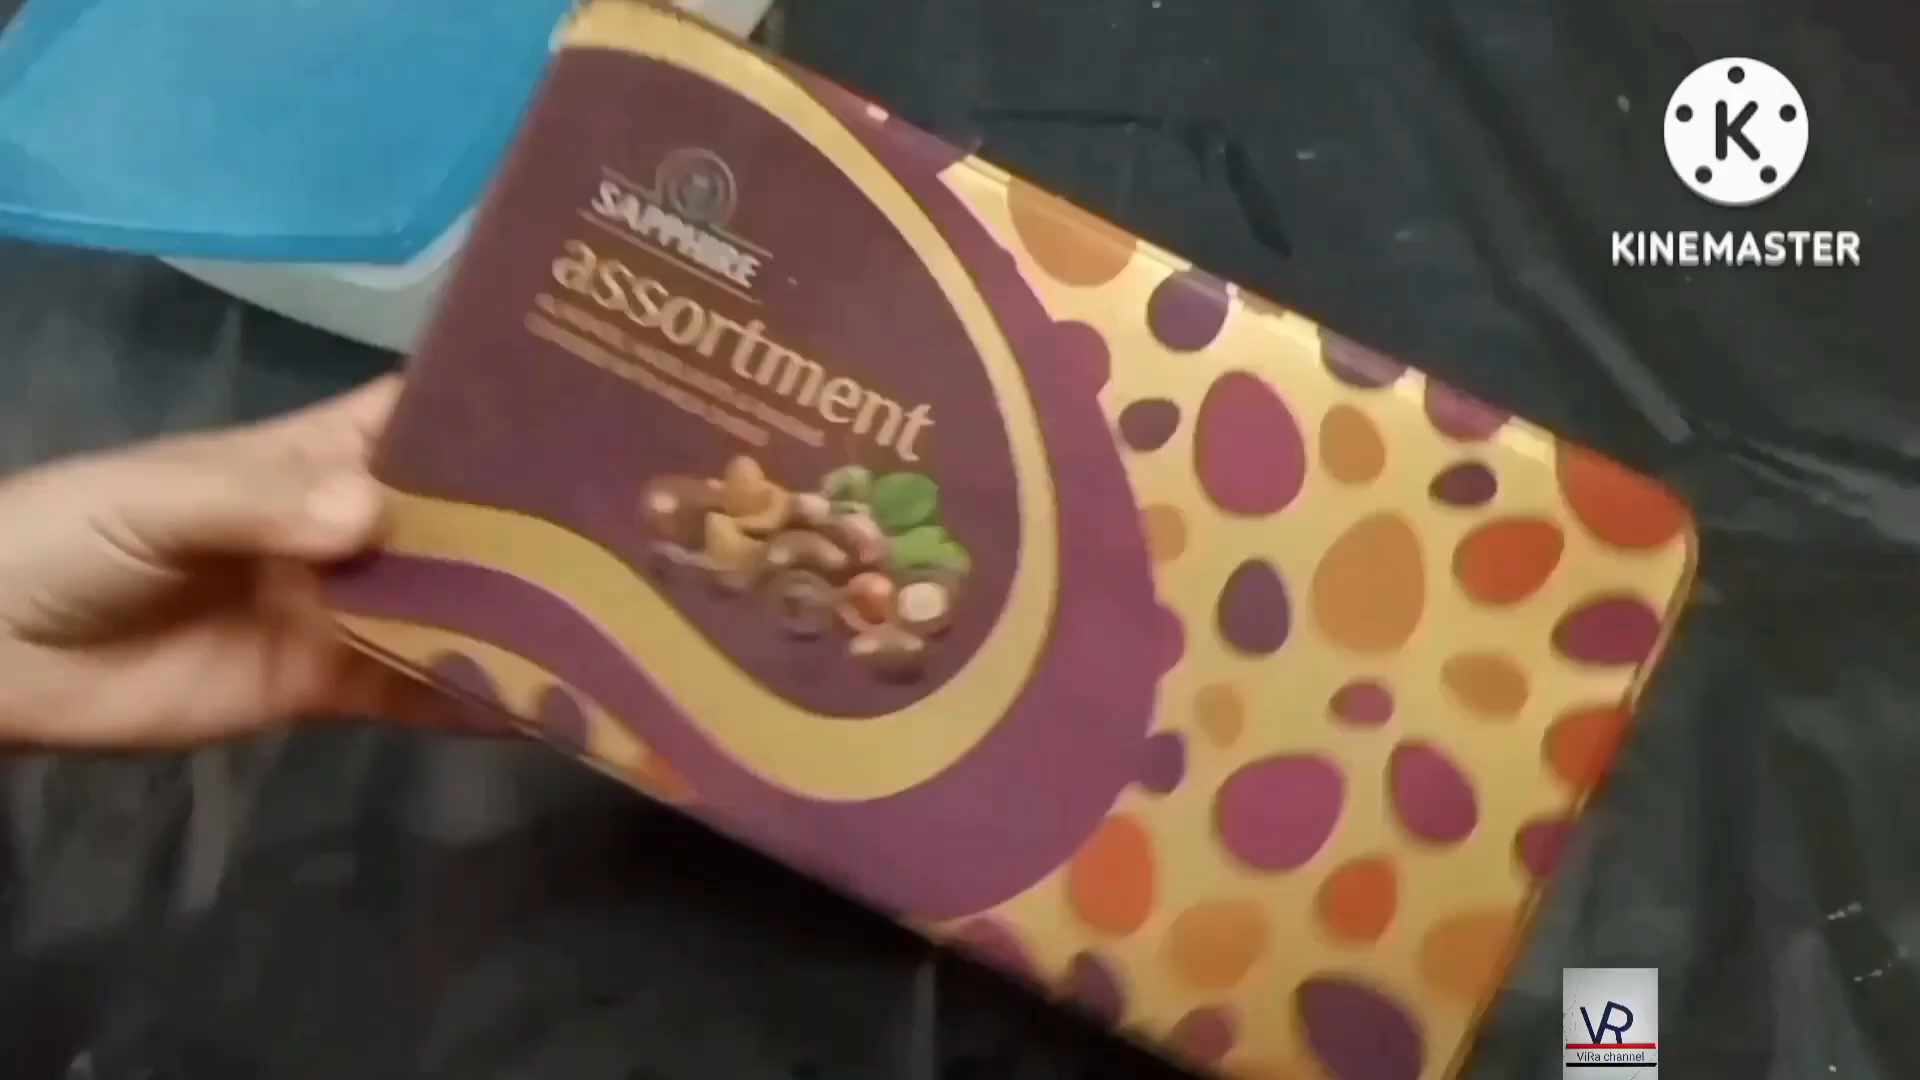 SAPPHIRE
assortment
K
KINEMASTER
VR
ViRa channel